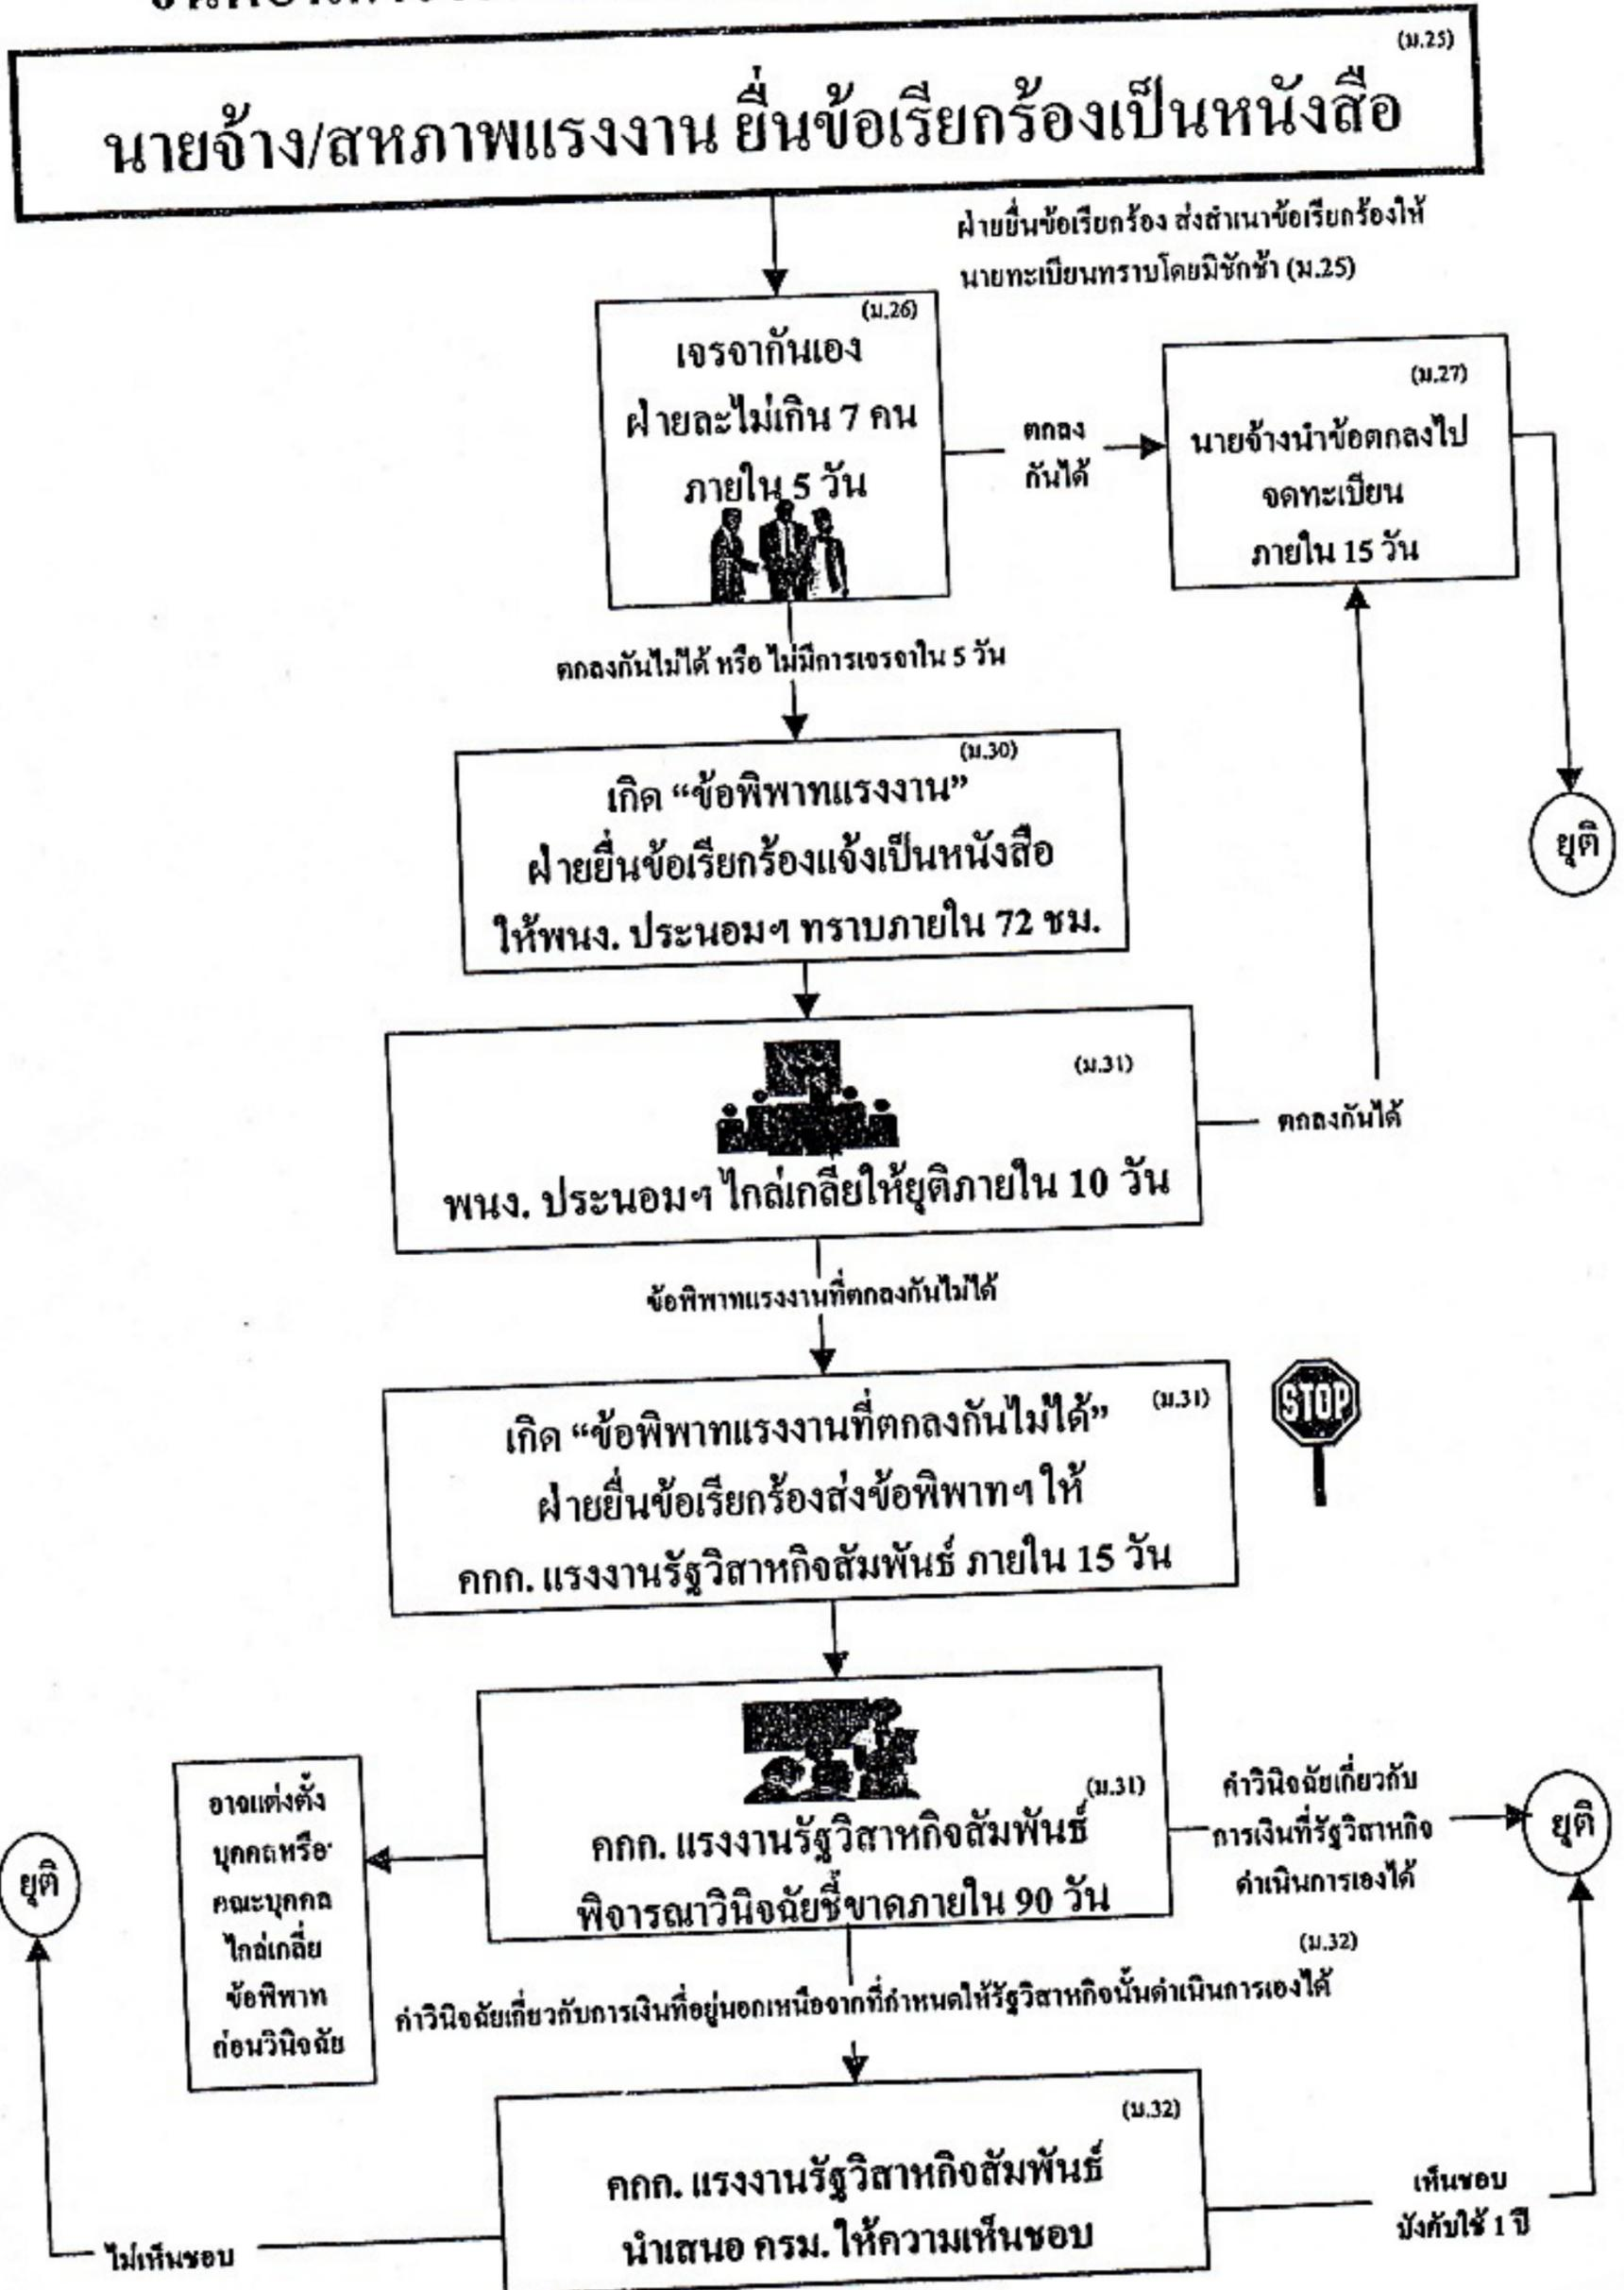 (ม.25)
นายจ้าง/สหภาพแรงงาน ยื่นข้อเรียกร้องเป็นหนังสือ
ฝ่ายยื่นข้อเรียกร้อง ส่งสำเนาข้อเรียกร้องให้
นายทะเบียนทราบโดยมิชักช้า (ม.25)
(ม.26)
เจรจากันเอง
ฝ่ายละไม่เกิน 7 คน
ภายใน 5 วัน
ตกลง
กันได้
(ม.27)
นายจ้างนำข้อตกลงไป
จดทะเบียน
ภายใน 15 วัน
ยุติ
ตกลงกันไม่ได้ หรือ ไม่มีการเจรจาใน 5 วัน
(ม.30)
เกิด “ข้อพิพาทแรงงาน”
ฝ่ายยื่นข้อเรียกร้องแจ้งเป็นหนังสือ
ให้พนง. ประนอมฯ ทราบภายใน 72 ชม.
(ม.31)
พนง. ประนอมฯ ไกล่เกลี่ยให้ยุติภายใน 10 วัน
ตกลงกันได้
ข้อพิพาทแรงงานที่ตกลงกันไม่ได้
เกิด “ข้อพิพาทแรงงานที่ตกลงกันไม่ได้” (ม.31)
ฝ่ายยื่นข้อเรียกร้องส่งข้อพิพาทฯ ให้
คกก. แรงงานรัฐวิสาหกิจสัมพันธ์ ภายใน 15 วัน
STOP
(ม.31)
คกก. แรงงานรัฐวิสาหกิจสัมพันธ์
พิจารณาวินิจฉัยชี้ขาดภายใน 90 วัน
อาจแต่งตั้ง
บุคคลหรือ
คณะบุคคล
ไกล่เกลี่ย
ข้อพิพาท
ก่อนวินิจฉัย
ยุติ
คำวินิจฉัยเกี่ยวกับ
การเงินที่รัฐวิสาหกิจ
ดำเนินการเองได้
ยุติ
(ม.32)
คำวินิจฉัยเกี่ยวกับการเงินที่อยู่นอกเหนือจากที่กำหนดให้รัฐวิสาหกิจนั้นดำเนินการเองได้
(ม.32)
คกก. แรงงานรัฐวิสาหกิจสัมพันธ์
นำเสนอ ครม. ให้ความเห็นชอบ
ไม่เห็นชอบ
เห็นชอบ
บังคับใช้ 1 ปี